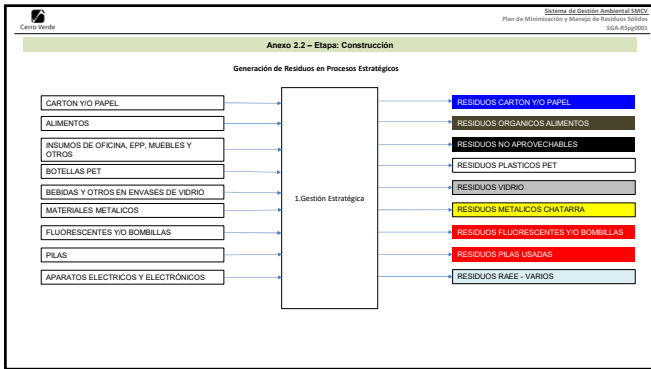 Cerro Verde
Sistema de Gestión Ambiental SMCV
Plan de Minimización y Manejo de Residuos Sólidos
SGA-RSpg0001
Anexo 2.2 – Etapa: Construcción
Generación de Residuos en Procesos Estratégicos
CARTON Y/O PAPEL
ALIMENTOS
INSUMOS DE OFICINA, EPP, MUEBLES Y
OTROS
BOTELLAS PET
BEBIDAS Y OTROS EN ENVASES DE VIDRIO
MATERIALES METALICOS
FLUORESCENTES Y/O BOMBILLAS
PILAS
APARATOS ELECTRICOS Y ELECTRÓNICOS
1.Gestión Estratégica
RESIDUOS CARTON Y/O PAPEL
RESIDUOS ORGANICOS ALIMENTOS
RESIDUOS NO APROVECHABLES
RESIDUOS PLASTICOS PET
RESIDUOS VIDRIO
RESIDUOS METALICOS CHATARRA
RESIDUOS FLUORESCENTES Y/O BOMBILLAS
RESIDUOS PILAS USADAS
RESIDUOS RAEE - VARIOS